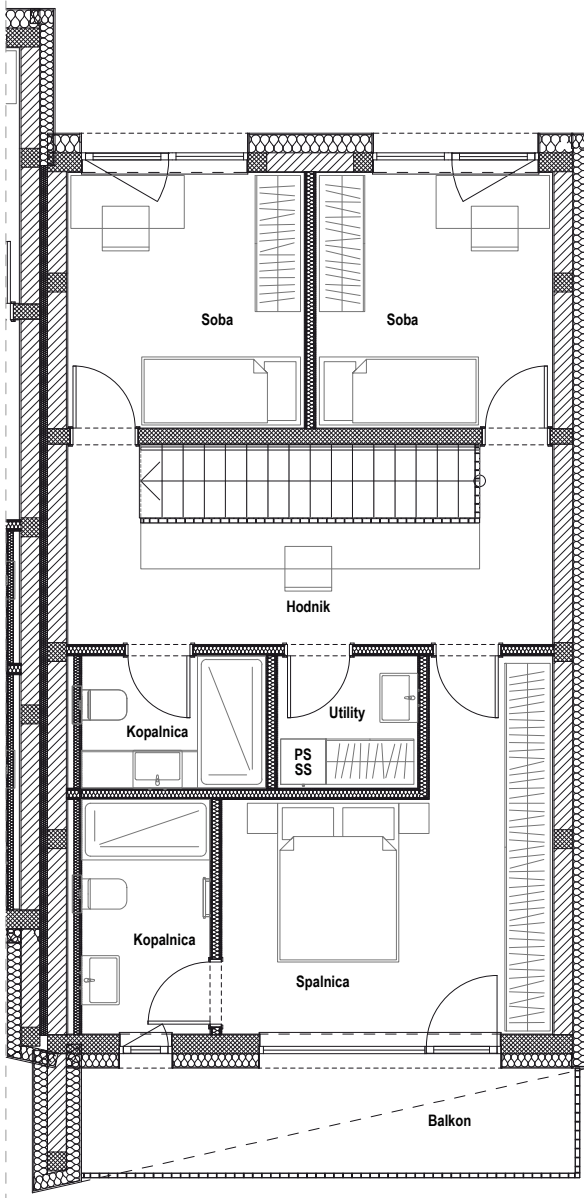 Soba
Soba
Hodnik
Kopalnica
Utility
PS
SS
Kopalnica
Spalnica
Balkon